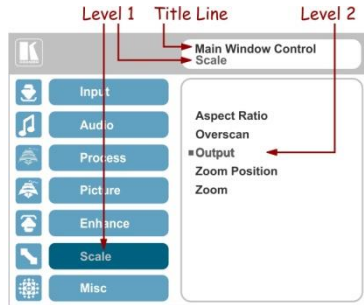 Level 1 Title Line Level 2
Main Window Control
Scale
Input
Audio
Process
Picture
Enhance
Scale
Misc
Aspect Ratio
Overscan
Output
Zoom Position
Zoom